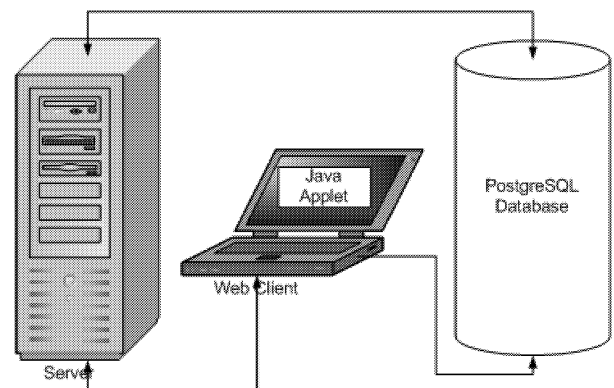 Java
Applet
PostgreSQL
Database
Web Client
Server